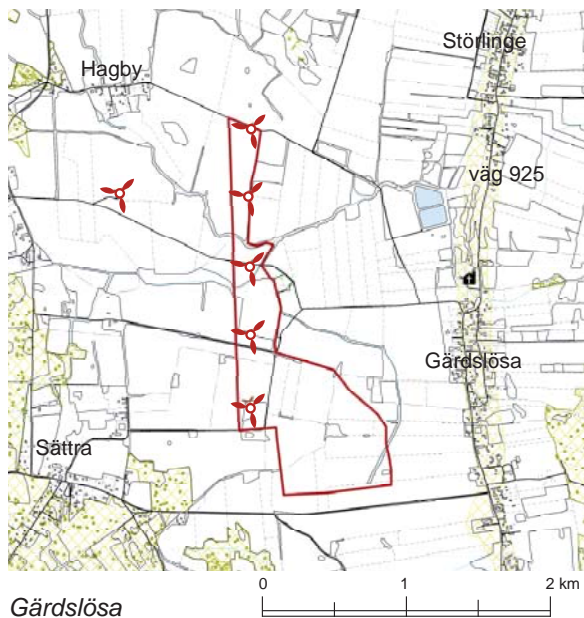 Störlinge
Hagby
väg 925
Gärdslösa
Sättra
0 1 2 km
Gärdslösa